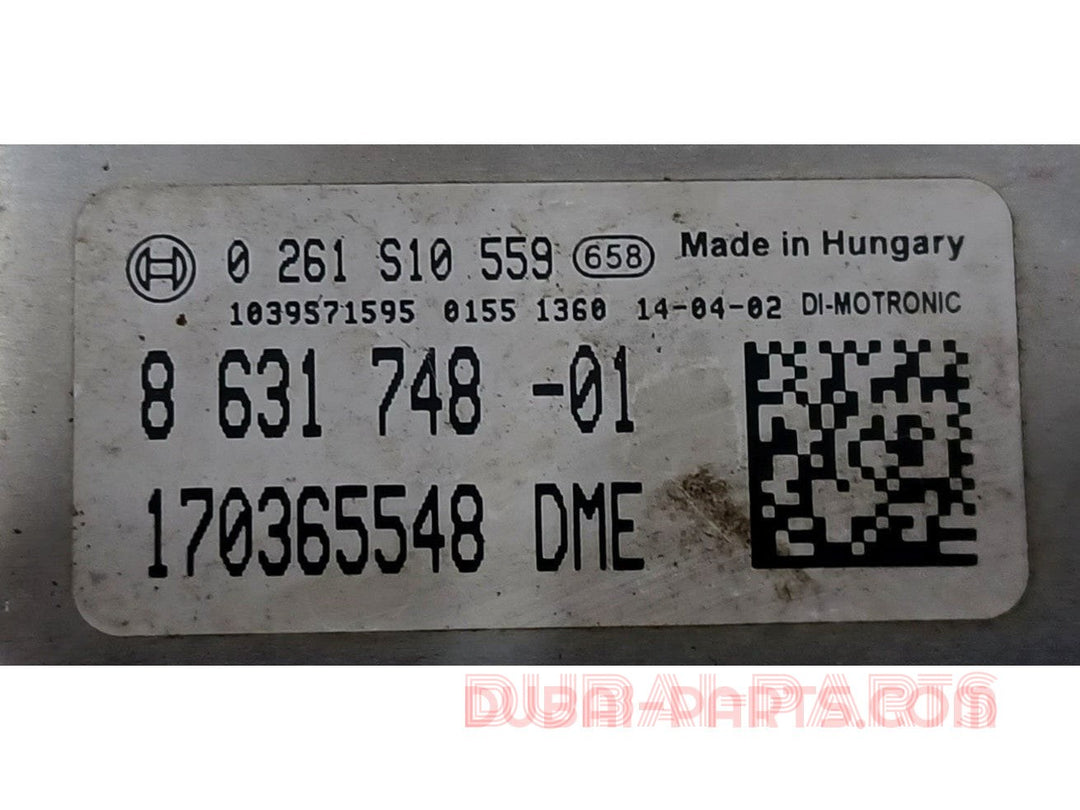 0 261 S10 559 658 Made in Hungary
1039S71595 0155 1360 14-04-02 DI-MOTRONIC
8 631 748 -01
170365548 DME
DUBAI-PARTS.COM